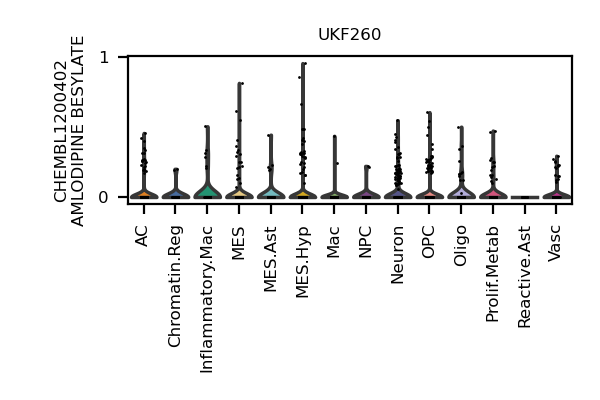 UKF260
CHEMBL1200402
AMLODIPINE BESYLATE
1
0
AC
Chromatin.Reg
Inflammatory.Mac
MES
MES.Ast
MES.Hyp
Mac
NPC
Neuron
OPC
Oligo
Prolif.Metab
Reactive.Ast
Vasc